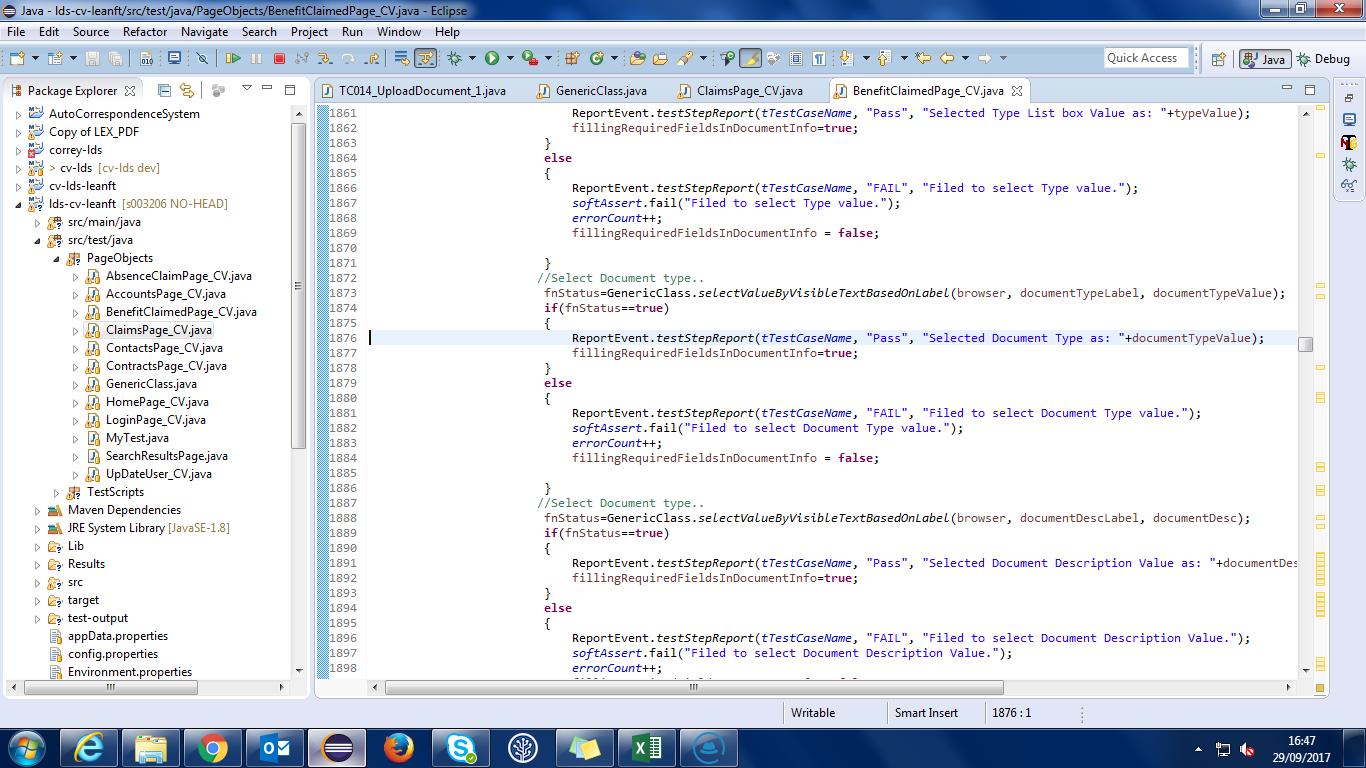 Java - lds-cv-leanft/src/test/java/PageObjects/BenefitClaimedPage_CV.java - Eclipse
File Edit Source Refactor Navigate Search Project Run Window Help
Quick Access Java Debug
Package Explorer
TC014_UploadDocument_1.java GenericClass.java ClaimsPage_CV.java BenefitClaimedPage_CV.java
AutoCorrespondenceSystem
Copy of LEX_PDF
correy-lds
> cv-lds [cv-lds dev]
cv-lds-leanft
lds-cv-leanft [s003206 NO-HEAD]
src/main/java
src/test/java
PageObjects
AbsenceClaimPage_CV.java
AccountsPage_CV.java
BenefitClaimedPage_CV.java
ClaimsPage_CV.java
ContactsPage_CV.java
ContractsPage_CV.java
GenericClass.java
HomePage_CV.java
LoginPage_CV.java
MyTest.java
SearchResultsPage.java
UpDateUser_CV.java
TestScripts
Maven Dependencies
JRE System Library [JavaSE-1.8]
Lib
Results
src
target
test-output
appData.properties
config.properties
Environment.properties
1861 ReportEvent.testStepReport(tTestCaseName, "Pass", "Selected Type List box Value as: "+typeValue);
1862 fillingRequiredFieldsInDocumentInfo=true;
1863 }
1864 else
1865 {
1866 ReportEvent.testStepReport(tTestCaseName, "FAIL", "Filed to select Type value.");
1867 softAssert.fail("Filed to select Type value.");
1868 errorCount++;
1869 fillingRequiredFieldsInDocumentInfo = false;
1870
1871 }
1872 //Select Document type..
1873 fnStatus=GenericClass.selectValueByVisibleTextBasedOnLabel(browser, documentTypeLabel, documentTypeValue);
1874 if(fnStatus==true)
1875 {
1876 ReportEvent.testStepReport(tTestCaseName, "Pass", "Selected Document Type as: "+documentTypeValue);
1877 fillingRequiredFieldsInDocumentInfo=true;
1878 }
1879 else
1880 {
1881 ReportEvent.testStepReport(tTestCaseName, "FAIL", "Filed to select Document Type value.");
1882 softAssert.fail("Filed to select Document Type value.");
1883 errorCount++;
1884 fillingRequiredFieldsInDocumentInfo = false;
1885
1886 }
1887 //Select Document type..
1888 fnStatus=GenericClass.selectValueByVisibleTextBasedOnLabel(browser, documentDescLabel, documentDesc);
1889 if(fnStatus==true)
1890 {
1891 ReportEvent.testStepReport(tTestCaseName, "Pass", "Selected Document Description Value as: "+documentDes
1892 fillingRequiredFieldsInDocumentInfo=true;
1893 }
1894 else
1895 {
1896 ReportEvent.testStepReport(tTestCaseName, "FAIL", "Filed to select Document Description Value.");
1897 softAssert.fail("Filed to select Document Description Value.");
1898 errorCount++;
Writable Smart Insert 1876 : 1
16:47
29/09/2017